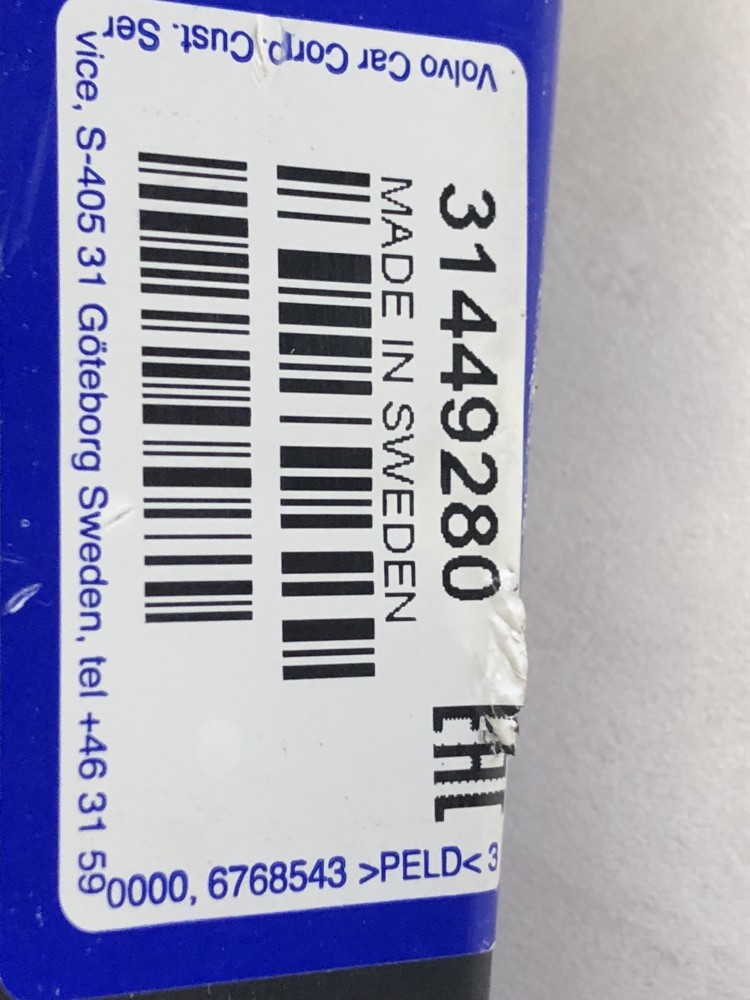 31449280
MADE IN SWEDEN
EAC
Volvo Car Corp. Cust. Ser
vice, S-405 31 Göteborg Sweden, tel +46 31 59
0000, 6768543 >PELD< 3